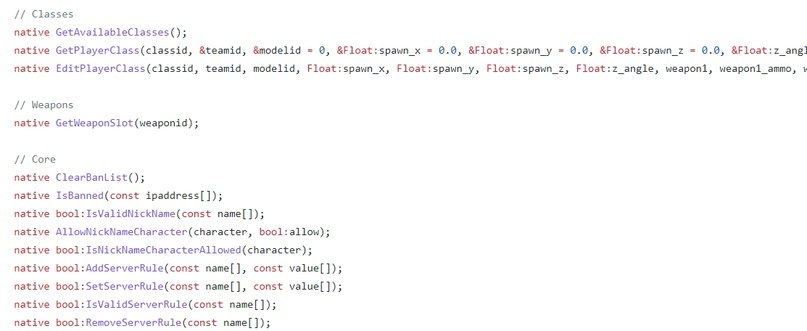 // Classes
native GetAvailableClasses();
native GetPlayerClass(classid, &teamid, &modelid = 0, &Float:spawn_x = 0.0, &Float:spawn_y = 0.0, &Float:spawn_z = 0.0, &Float:z_angl
native EditPlayerClass(classid, teamid, modelid, Float:spawn_x, Float:spawn_y, Float:spawn_z, Float:z_angle, weapon1, weapon1_ammo, w
// Weapons
native GetWeaponSlot(weaponid);
// Core
native ClearBanList();
native IsBanned(const ipaddress[]);
native bool:IsValidNickName(const name[]);
native AllowNickNameCharacter(character, bool:allow);
native bool:IsNickNameCharacterAllowed(character);
native bool:AddServerRule(const name[], const value[]);
native bool:SetServerRule(const name[], const value[]);
native bool:IsValidServerRule(const name[]);
native bool:RemoveServerRule(const name[]);